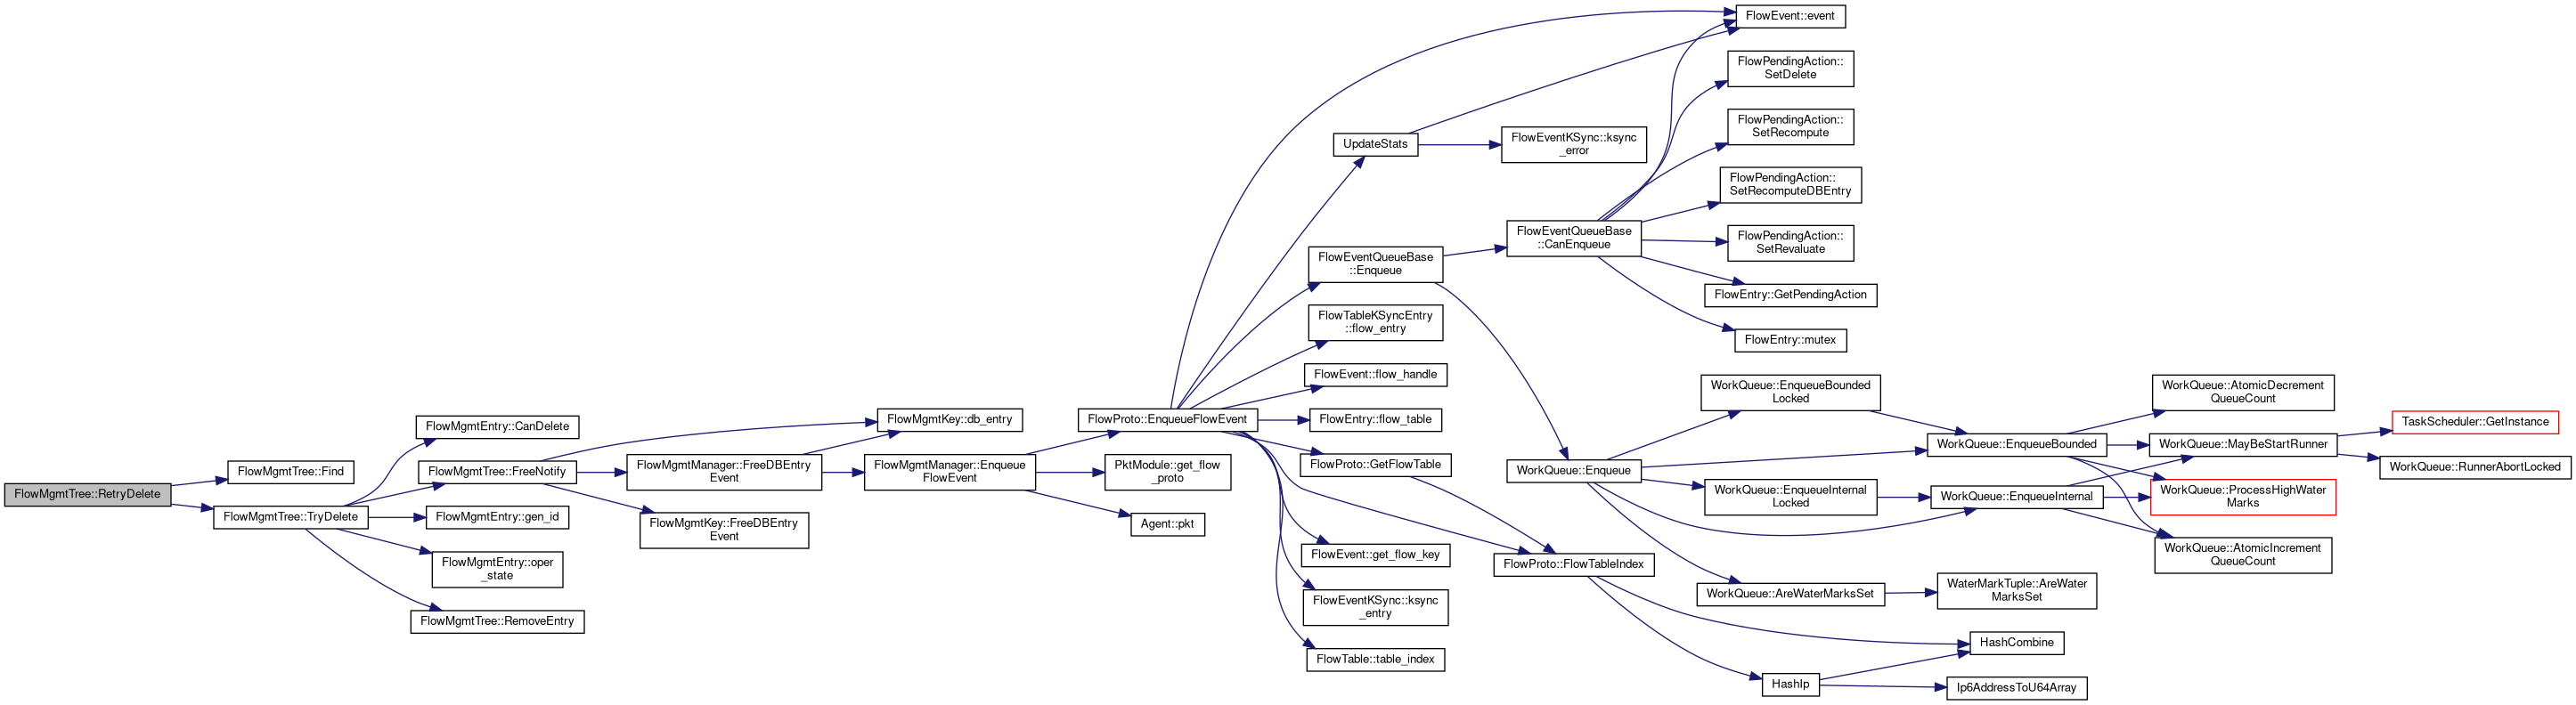 FlowMgmtTree::RetryDelete
FlowMgmtTree::Find
FlowMgmtTree::TryDelete
FlowMgmtEntry::CanDelete
FlowMgmtTree::FreeNotify
FlowMgmtEntry::gen_id
FlowMgmtEntry::oper
_state
FlowMgmtTree::RemoveEntry
FlowMgmtManager::FreeDBEntry
Event
FlowMgmtKey::FreeDBEntry
Event
FlowMgmtKey::db_entry
FlowMgmtManager::Enqueue
FlowEvent
FlowProto::EnqueueFlowEvent
PktModule::get_flow
_proto
Agent::pkt
UpdateStats
FlowEventQueueBase
::Enqueue
FlowTableKSyncEntry
::flow_entry
FlowEvent::flow_handle
FlowEntry::flow_table
FlowProto::GetFlowTable
FlowEvent::get_flow_key
FlowEventKSync::ksync
_entry
FlowTable::table_index
FlowEventKSync::ksync
_error
FlowEventQueueBase
::CanEnqueue
WorkQueue::Enqueue
FlowProto::FlowTableIndex
FlowEvent::event
FlowPendingAction::
SetDelete
FlowPendingAction::
SetRecompute
FlowPendingAction::
SetRecomputeDBEntry
FlowPendingAction::
SetRevaluate
FlowEntry::GetPendingAction
FlowEntry::mutex
WorkQueue::EnqueueBounded
Locked
WorkQueue::EnqueueInternal
Locked
WorkQueue::AreWaterMarksSet
HashIp
WorkQueue::EnqueueBounded
WorkQueue::EnqueueInternal
WaterMarkTuple::AreWater
MarksSet
HashCombine
Ip6AddressToU64Array
WorkQueue::AtomicDecrement
QueueCount
WorkQueue::MayBeStartRunner
WorkQueue::ProcessHighWater
Marks
WorkQueue::AtomicIncrement
QueueCount
TaskScheduler::GetInstance
WorkQueue::RunnerAbortLocked